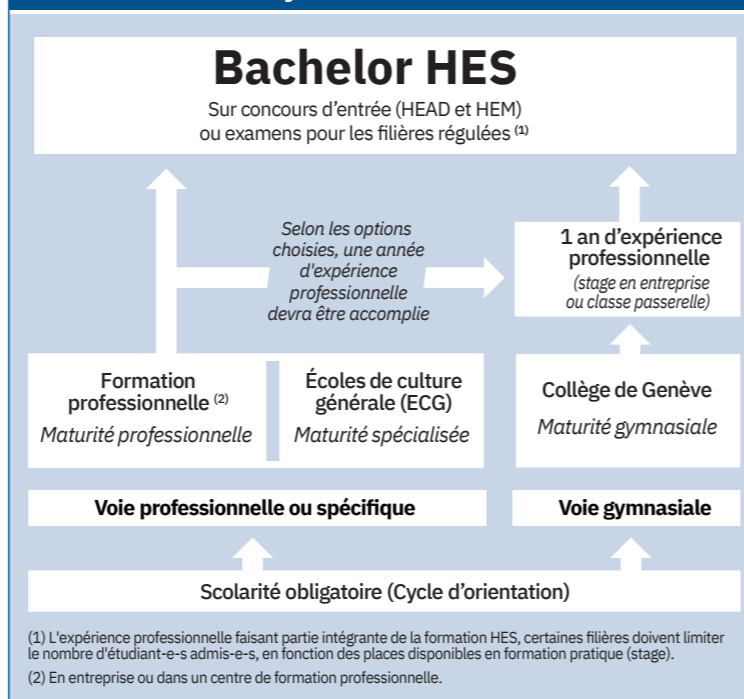 Bachelor HES
Sur concours d'entrée (HEAD et HEM)
ou examens pour les filières régulées (1)
Selon les options
choisies, une année
d'expérience
professionnelle
devra être accomplie
1 an d'expérience
professionnelle
(stage en entreprise
ou classe passerelle)
Formation
professionnelle (2)
Maturité professionnelle
Écoles de culture
générale (ECG)
Maturité spécialisée
Collège de Genève
Maturité gymnasiale
Voie professionnelle ou spécifique
Voie gymnasiale
Scolarité obligatoire (Cycle d'orientation)
(1) L'expérience professionnelle faisant partie intégrante de la formation HES, certaines filières doivent limiter
le nombre d'étudiant-e-s admis-e-s, en fonction des places disponibles en formation pratique (stage).
(2) En entreprise ou dans un centre de formation professionnelle.